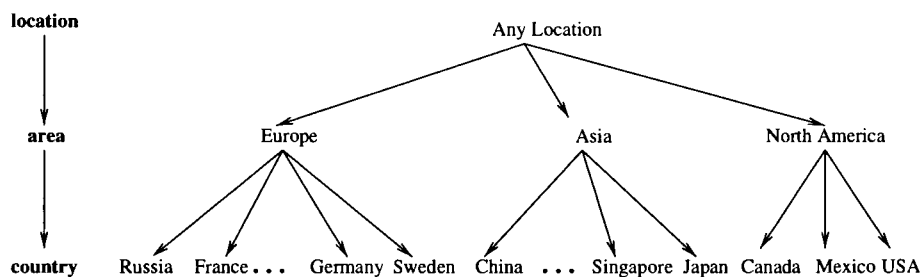 location
Any Location
area Europe Asia North America
country Russia France ... Germany Sweden China ... Singapore Japan Canada Mexico USA